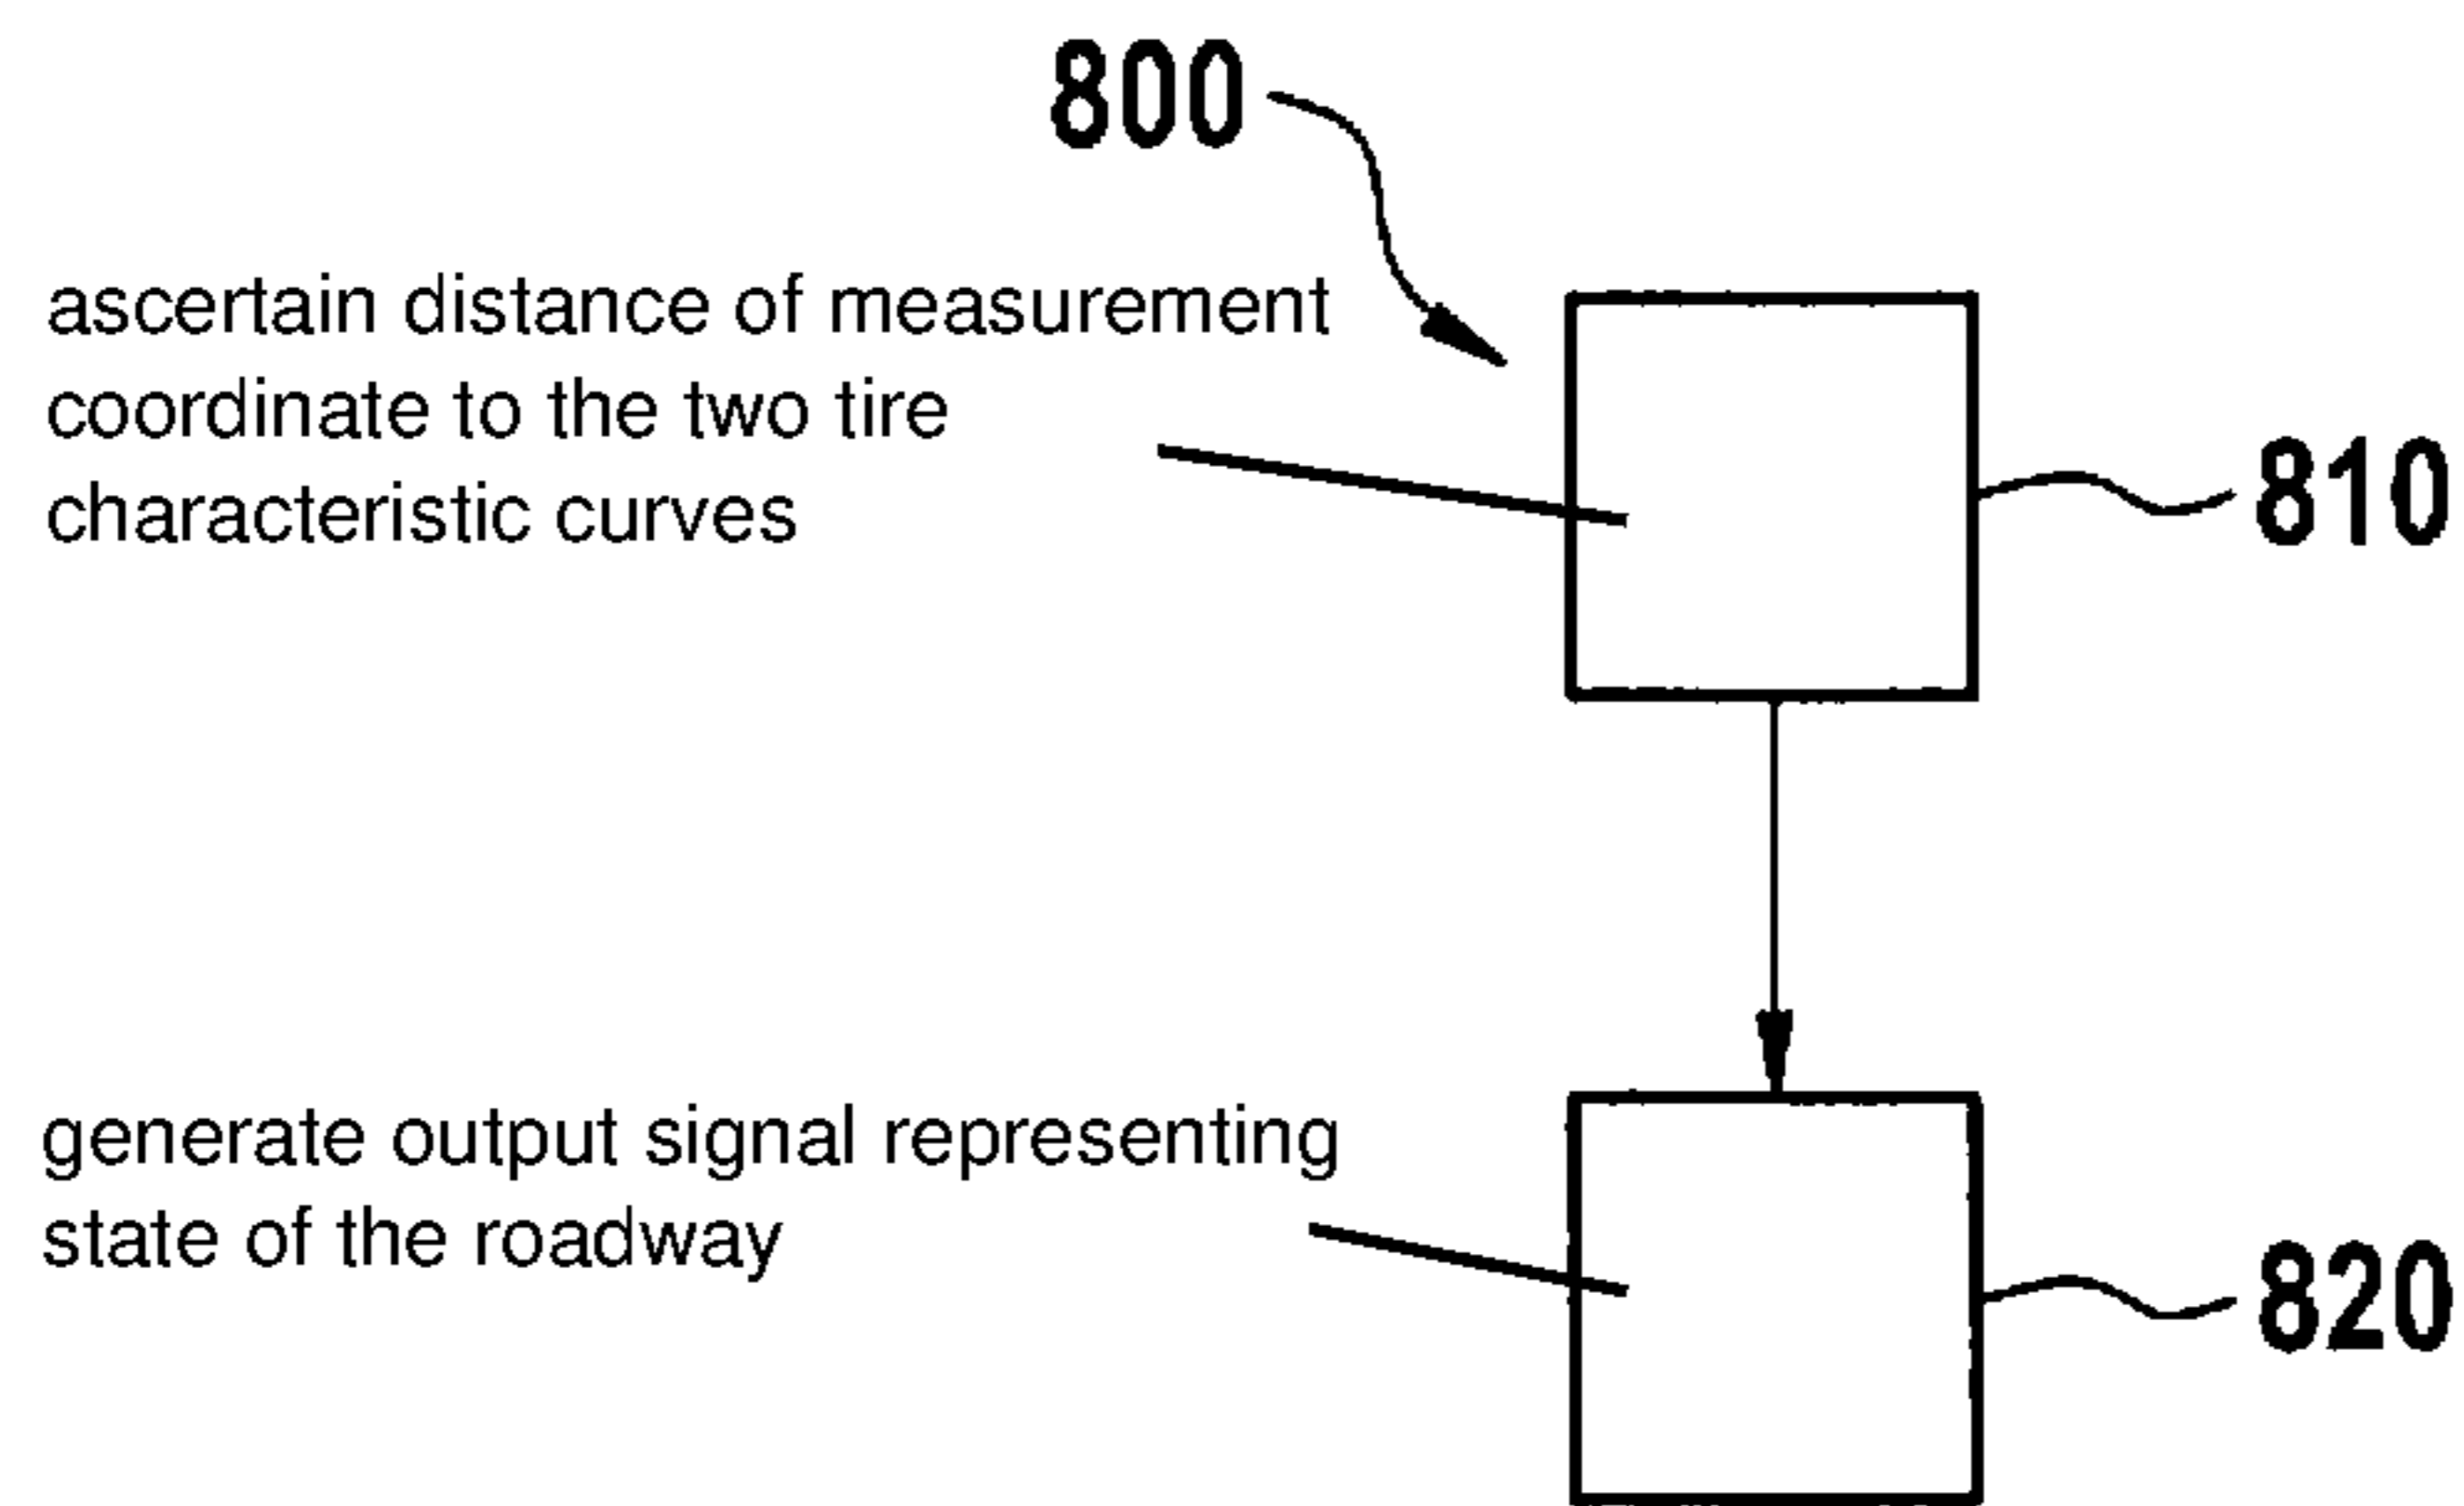 800
ascertain distance of measurement
coordinate to the two tire
characteristic curves
810
generate output signal representing
state of the roadway
820